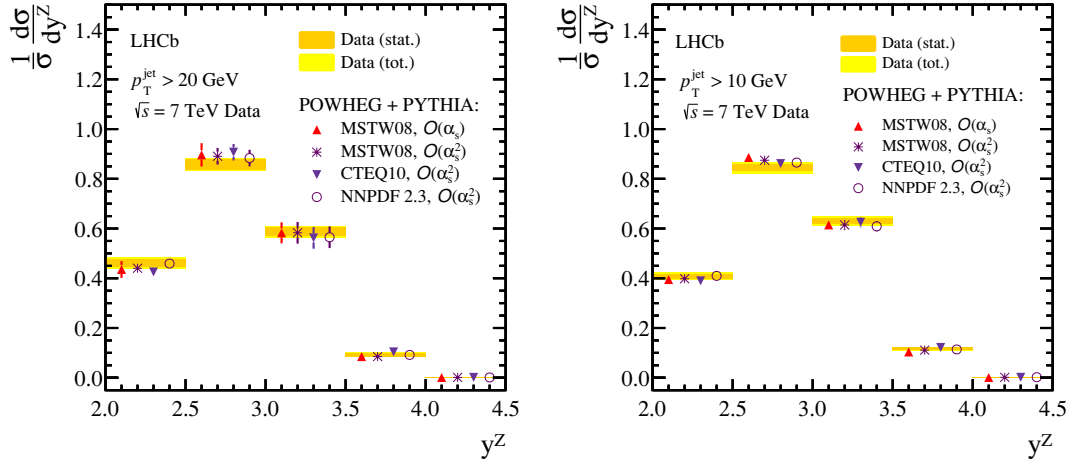 1/σ dσ/dy^Z
1.4
1.2
1.0
0.8
0.6
0.4
0.2
0.0
LHCb
p_T^jet > 20 GeV
√s = 7 TeV Data
Data (stat.)
Data (tot.)
POWHEG + PYTHIA:
MSTW08, O(α_s)
MSTW08, O(α_s^2)
CTEQ10, O(α_s^2)
NNPDF 2.3, O(α_s^2)
2.0 2.5 3.0 3.5 4.0 4.5
y^Z
1/σ dσ/dy^Z
1.4
1.2
1.0
0.8
0.6
0.4
0.2
0.0
LHCb
p_T^jet > 10 GeV
√s = 7 TeV Data
Data (stat.)
Data (tot.)
POWHEG + PYTHIA:
MSTW08, O(α_s)
MSTW08, O(α_s^2)
CTEQ10, O(α_s^2)
NNPDF 2.3, O(α_s^2)
2.0 2.5 3.0 3.5 4.0 4.5
y^Z